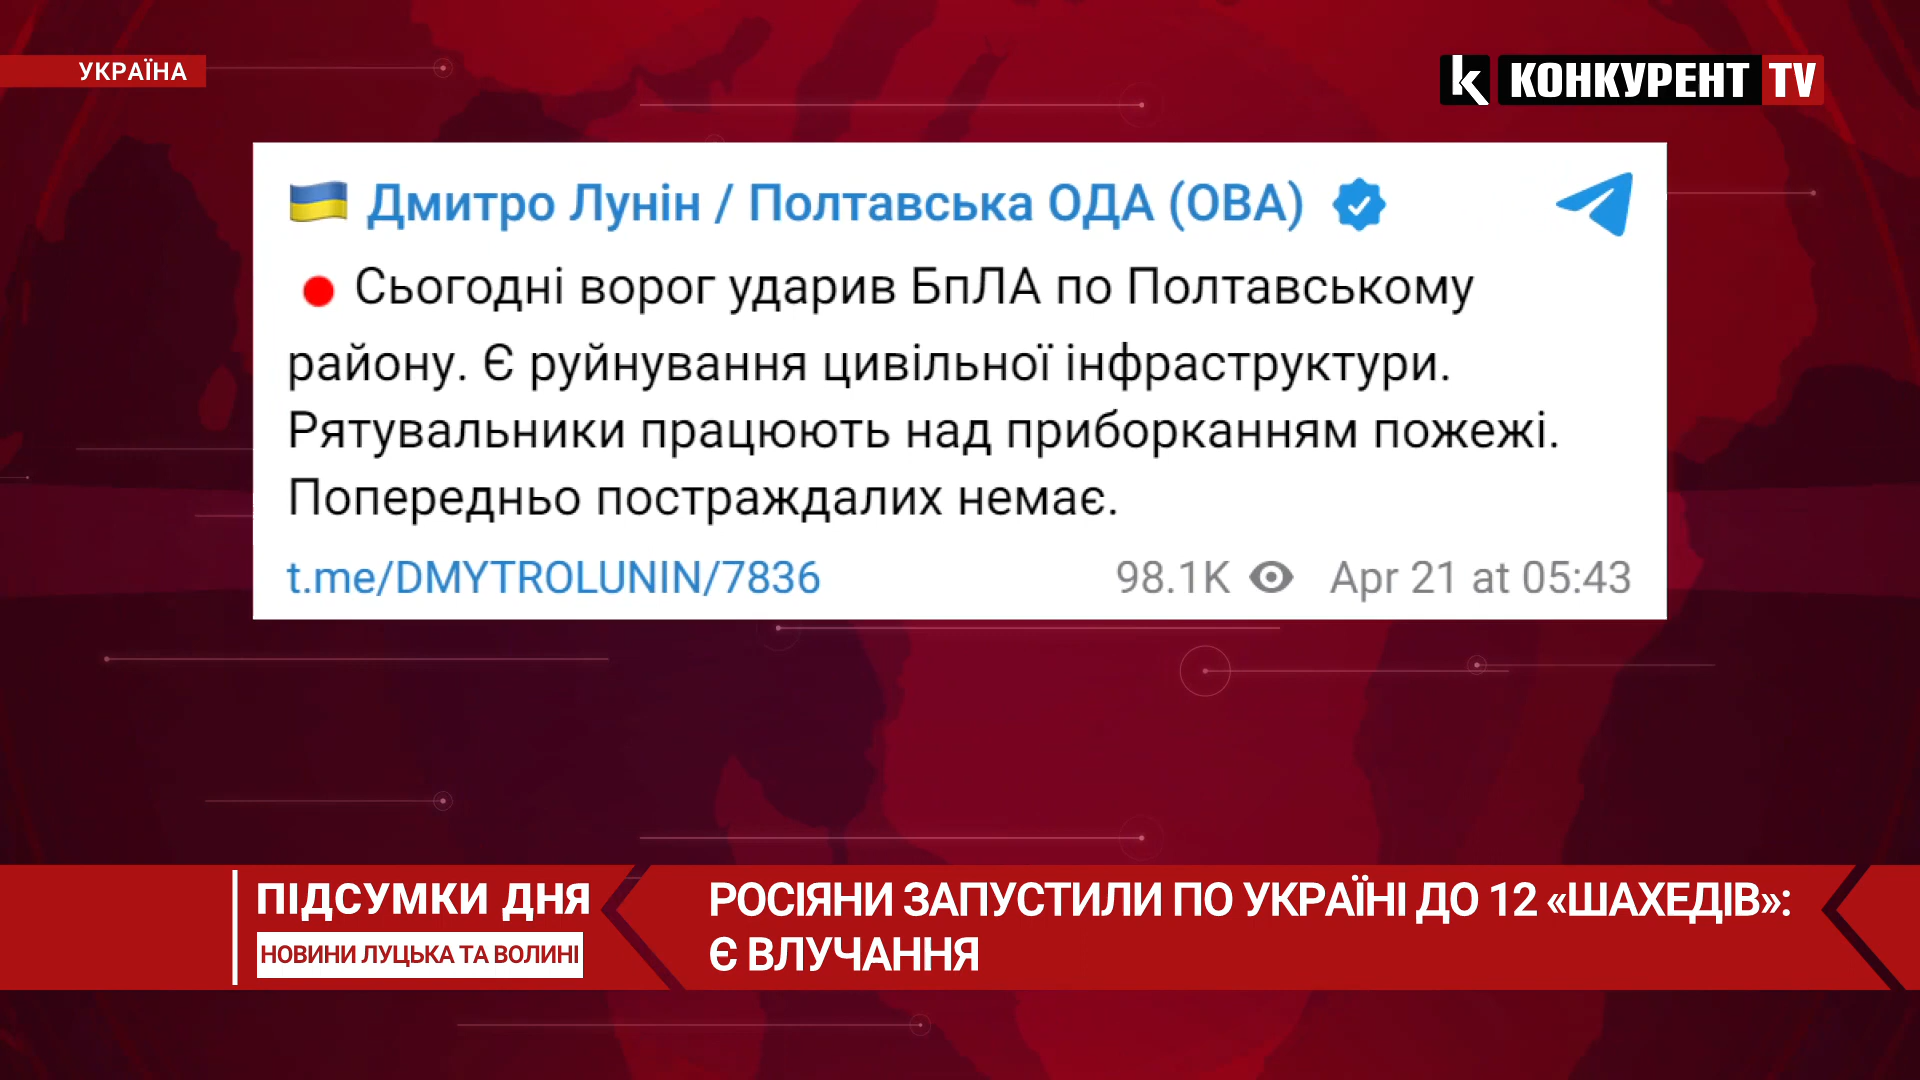 УКРАЇНА
k КОНКУРЕНТ TV
Дмитро Лунін / Полтавська ОДА (ОВА)
Сьогодні ворог ударив БпЛА по Полтавському
району. Є руйнування цивільної інфраструктури.
Рятувальники працюють над приборканням пожежі.
Попередньо постраждалих немає.
t.me/DMYTROLUNIN/7836 98.1K Apr 21 at 05:43
ПІДСУМКИ ДНЯ
НОВИНИ ЛУЦЬКА ТА ВОЛИНІ
РОСІЯНИ ЗАПУСТИЛИ ПО УКРАЇНІ ДО 12 «ШАХЕДІВ»:
Є ВЛУЧАННЯ